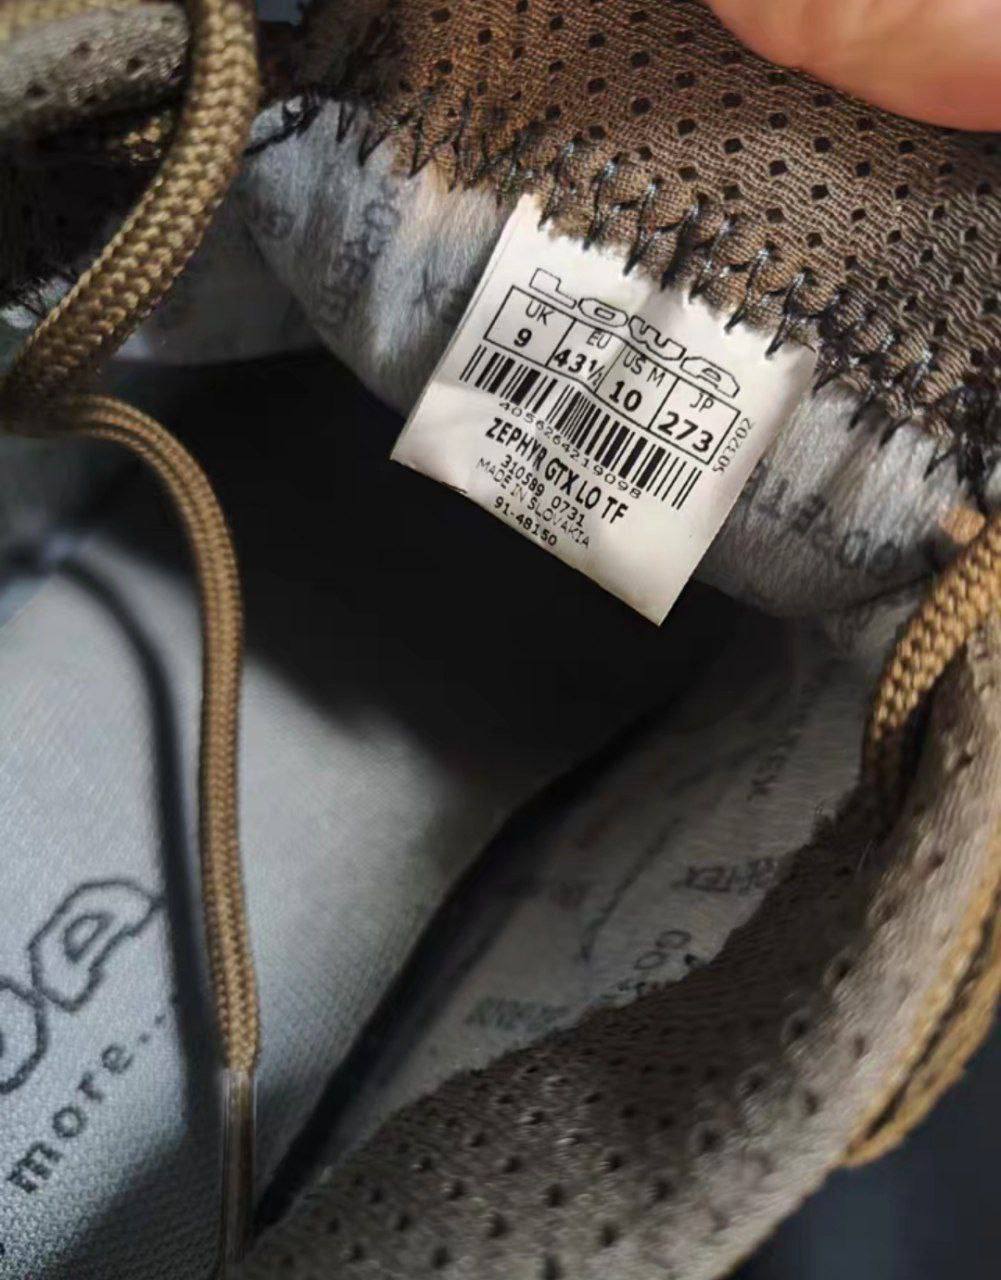 LOWA
UK EU US M JP
9 43½ 10 273
4056264219098
503202
ZEPHYR GTX LO TF
310589 0731
MADE IN SLOVAKIA
91-48150
more...